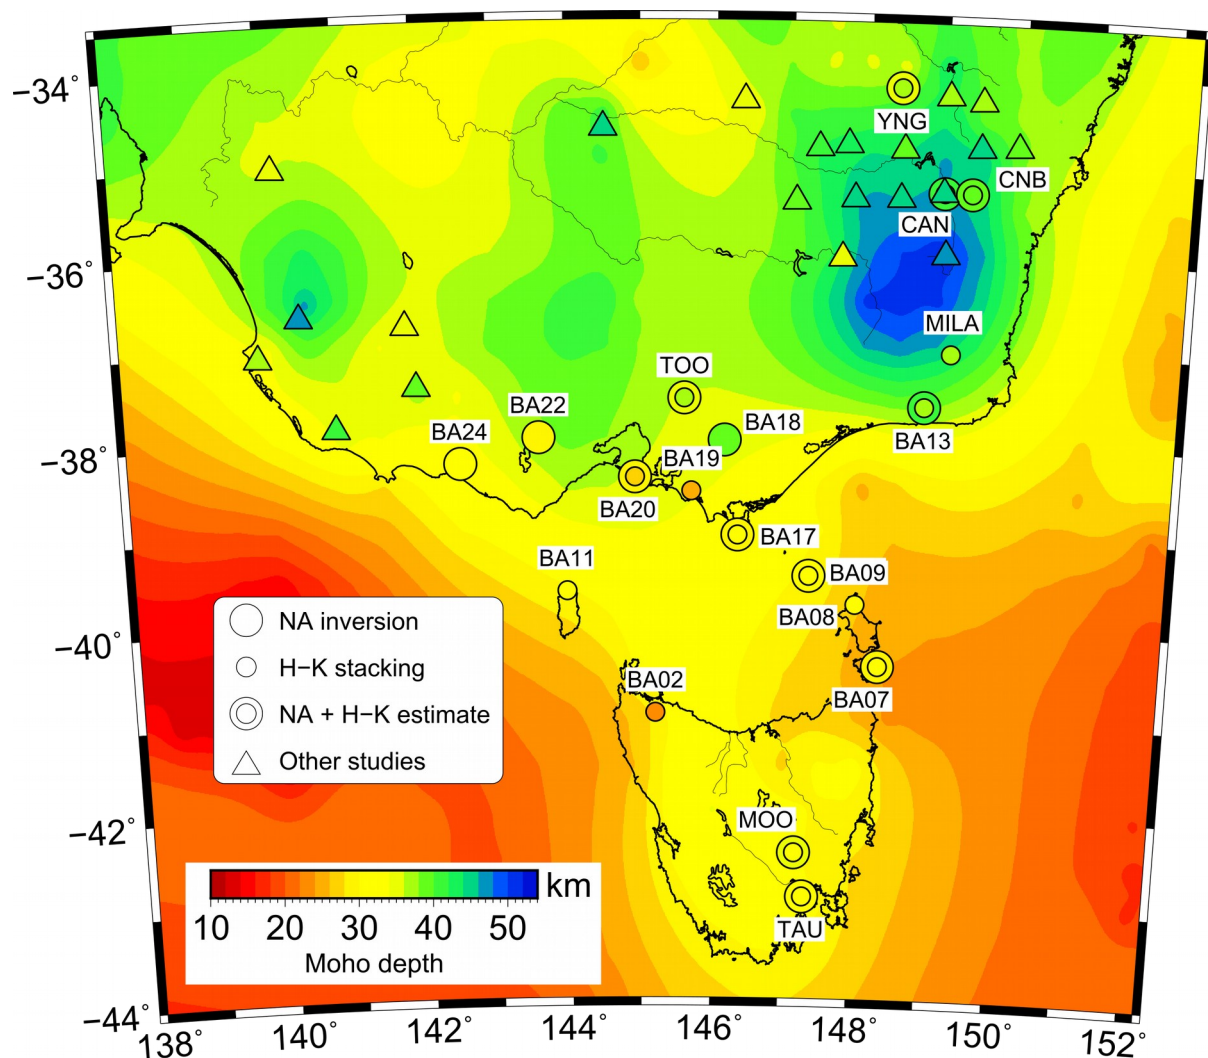 −34°
YNG
CNB
CAN
−36°
MILA
TOO
BA22
BA18
BA24
BA13
−38°
BA19
BA20
BA17
BA11
BA09
BA08
NA inversion
−40°
H−K stacking
BA02
BA07
NA + H−K estimate
Other studies
MOO
−42°
km
10 20 30 40 50
TAU
Moho depth
−44°
138° 140° 142° 144° 146° 148° 150° 152°